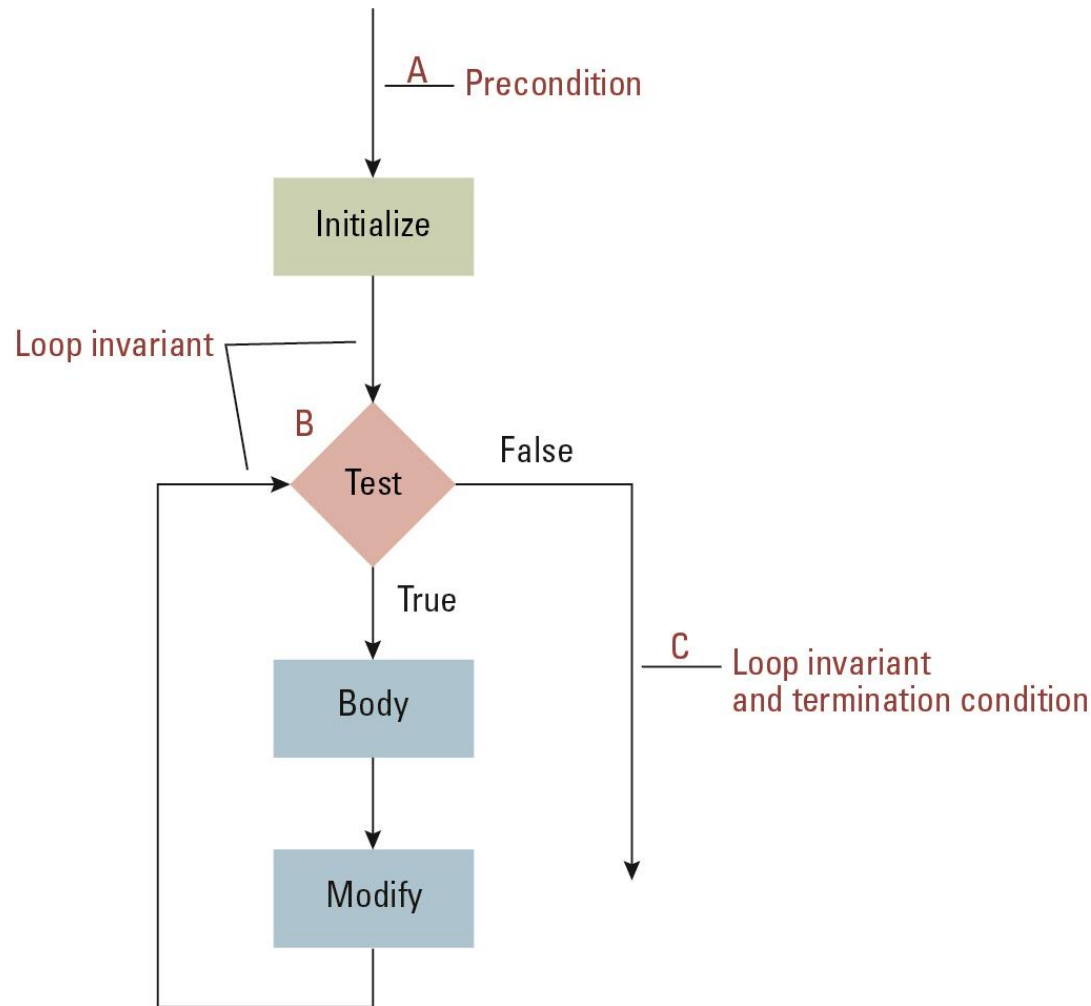 A
Precondition
Initialize
Loop invariant
B
Test
False
True
C
Loop invariant
and termination condition
Body
Modify